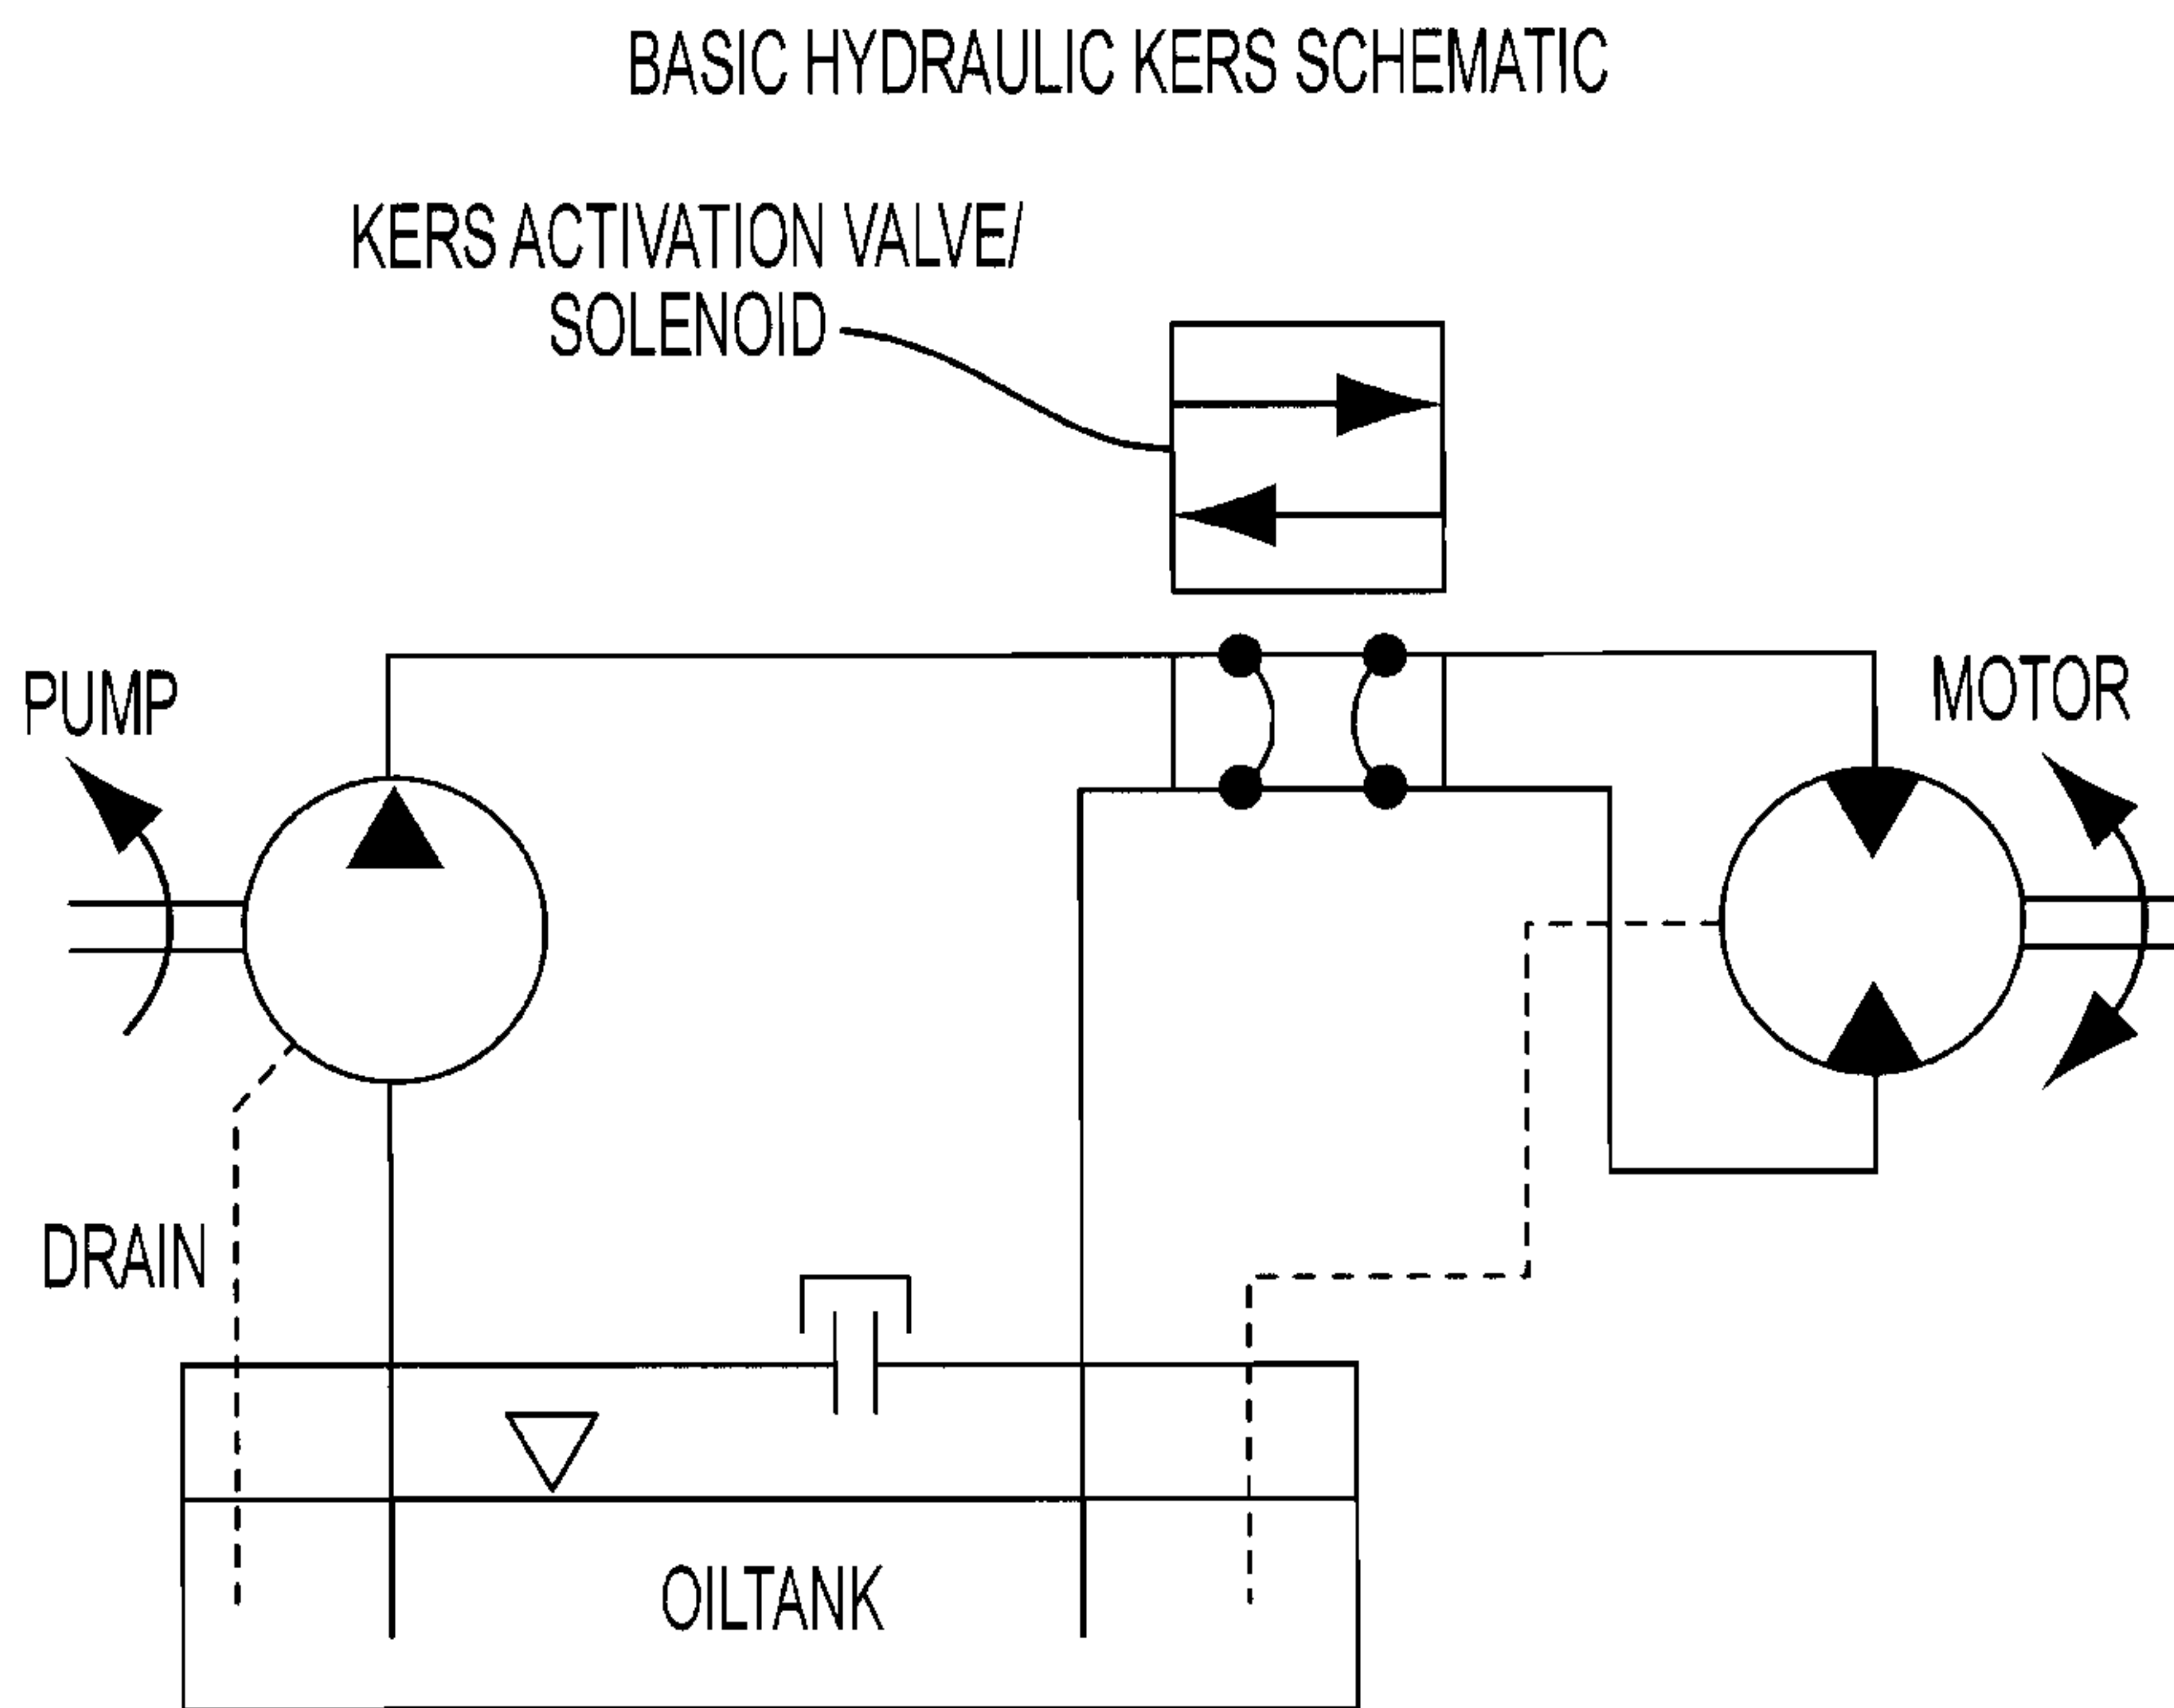 BASIC HYDRAULIC KERS SCHEMATIC
KERS ACTIVATION VALVE/
SOLENOID
PUMP
MOTOR
DRAIN
OILTANK